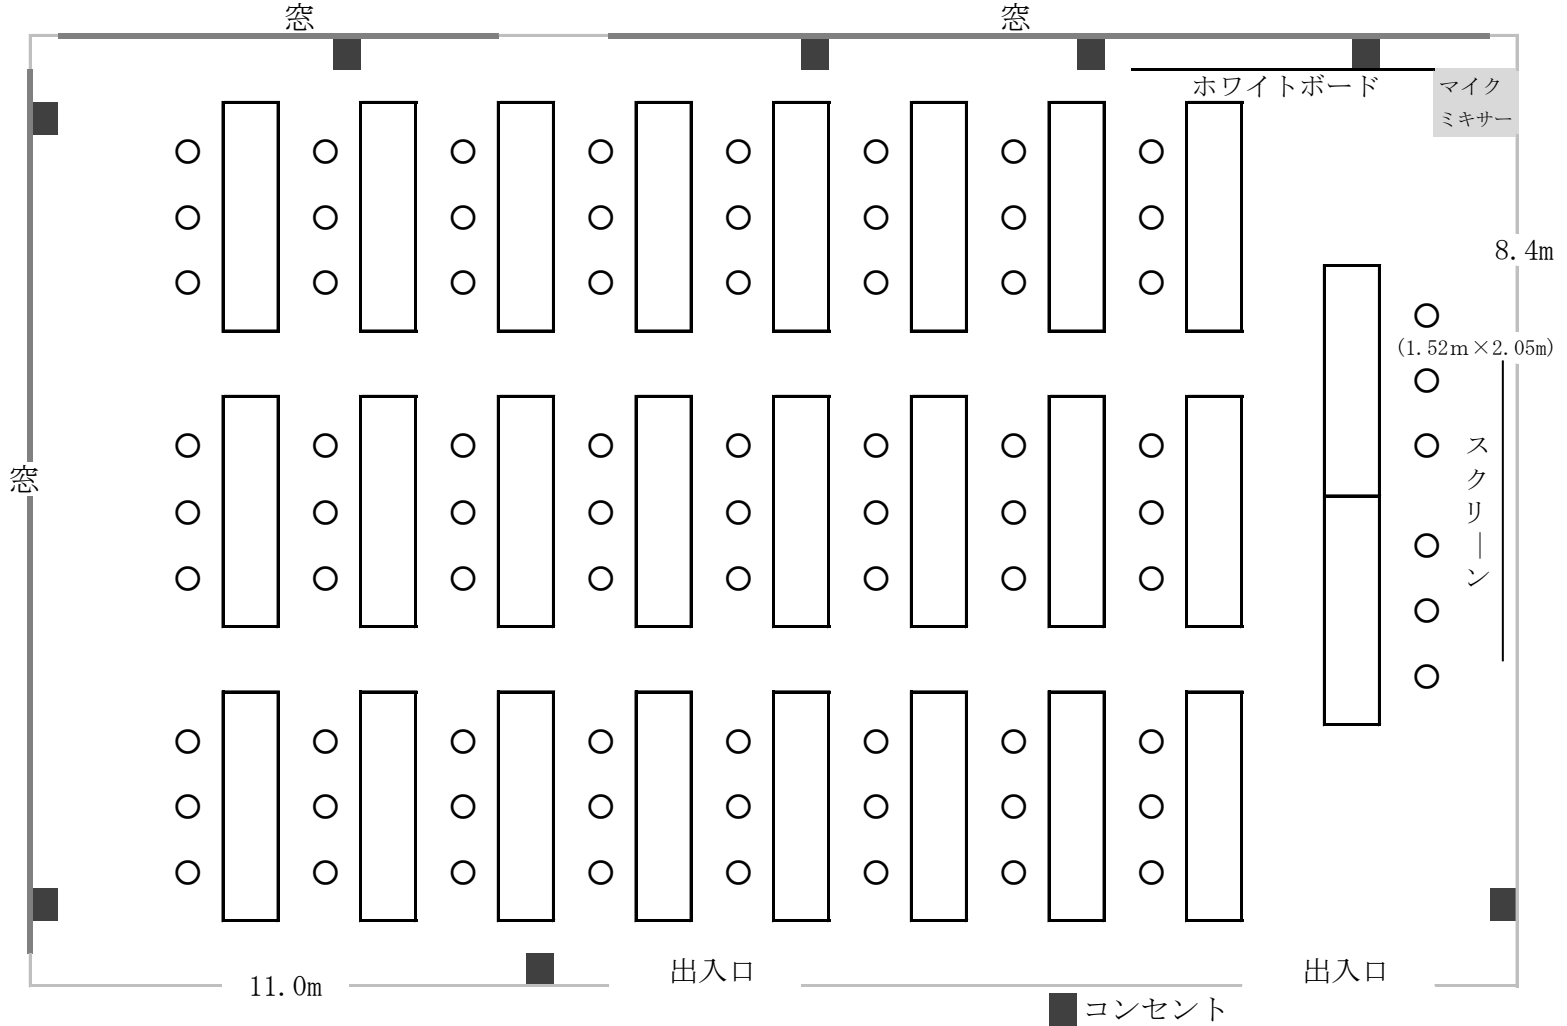 窓
窓
ホワイトボード
マイク
ミキサー
8.4m
(1.52m×2.05m)
スクリーン
窓
出入口
出入口
11.0m
コンセント